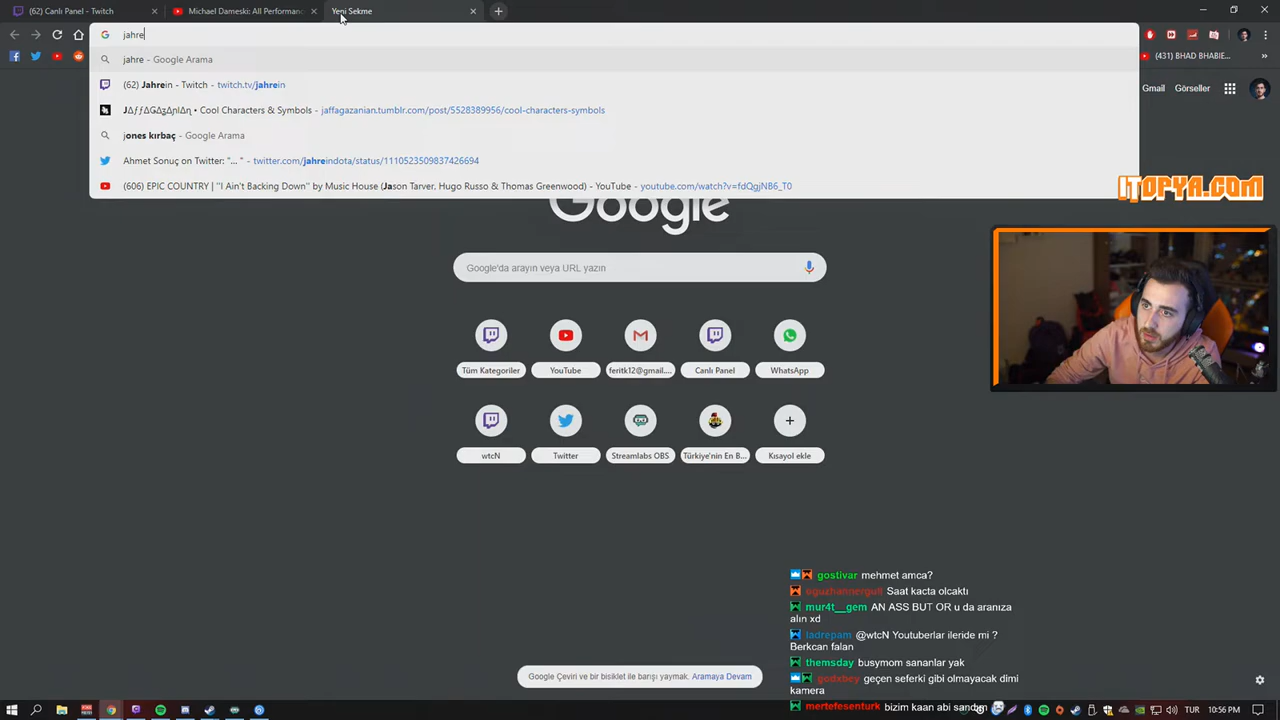 (62) Canlı Panel - Twitch
Michael Dameski: All Performanc
Yeni Sekme
jahre
jahre - Google Arama
(62) Jahrein - Twitch - twitch.tv/jahrein
• Cool Characters & Symbols - jaffagazanian.tumblr.com/post/5528389956/cool-characters-symbols
jones kırbaç - Google Arama
Ahmet Sonuç on Twitter: "... " - twitter.com/jahreindota/status/1110523509837426694
(606) EPIC COUNTRY | ''I Ain't Backing Down'' by Music House (Jason Tarver, Hugo Russo & Thomas Greenwood) - YouTube - youtube.com/watch?v=fdQgjNB6_T0
(431) BHAD BHABIE...
Gmail
Görseller
ITOPYA.COM
Google
Google'da arayın veya URL yazın
Tüm Kategoriler
YouTube
feritk12@gmail....
Canlı Panel
WhatsApp
wtcN
Twitter
Streamlabs OBS
Türkiye'nin En B...
Kısayol ekle
gostivar mehmet amca?
Saat kacta olcaktı
mur4t__gem AN ASS BUT OR u da aranıza
alın xd
ladrepam @wtcN Youtuberlar ileride mi ?
Berkcan falan
themsday busymom sananlar yak
godxbey geçen seferki gibi olmayacak dimi
kamera
mertefesenturk bizim kaan abi sandım
Google Çeviri ve bir bisiklet ile barışı yaymak. Aramaya Devam
TUR
10:56 PM